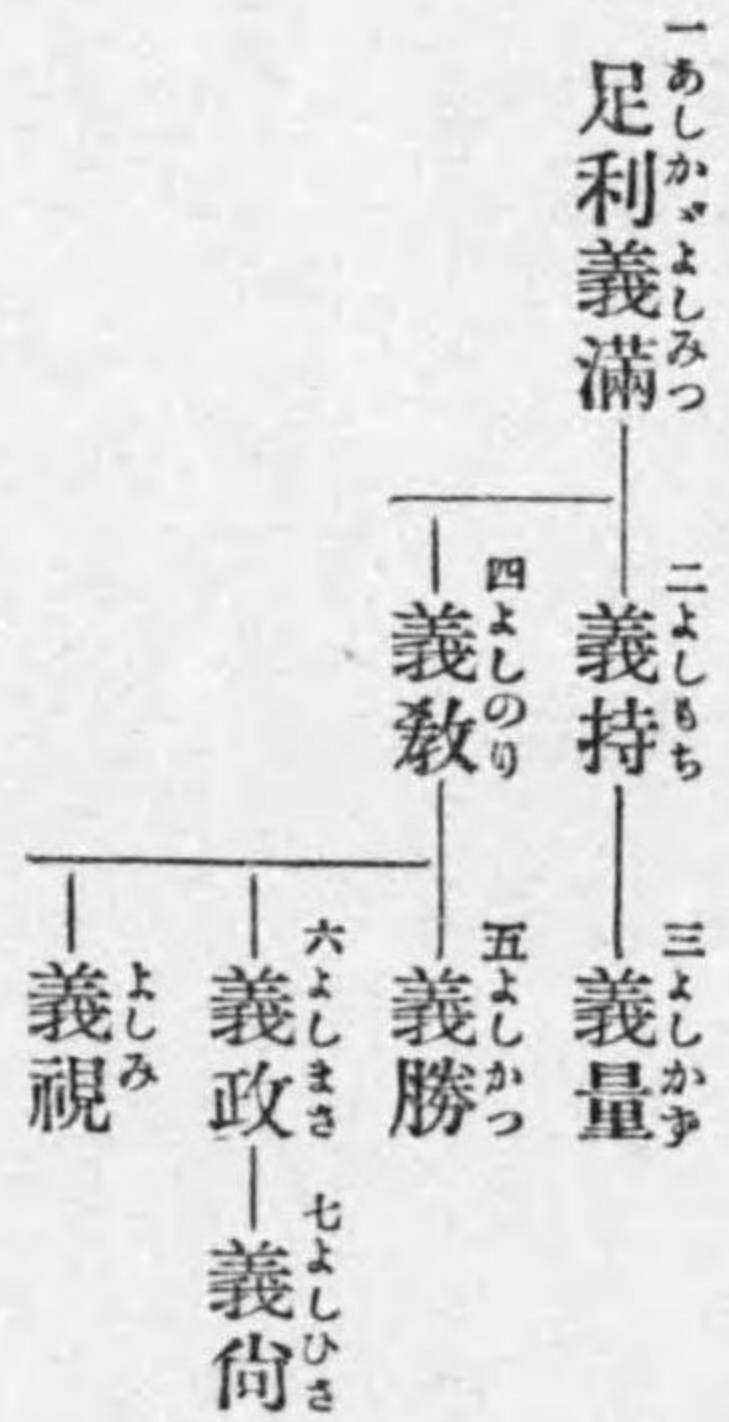 一あしかゞよしみつ
足利義滿
二よしもち
義持
三よしかず
義量
四よしのり
義敎
五よしかつ
義勝
六よしまさ
義政
七よしひさ
義尙
よしみ
義視